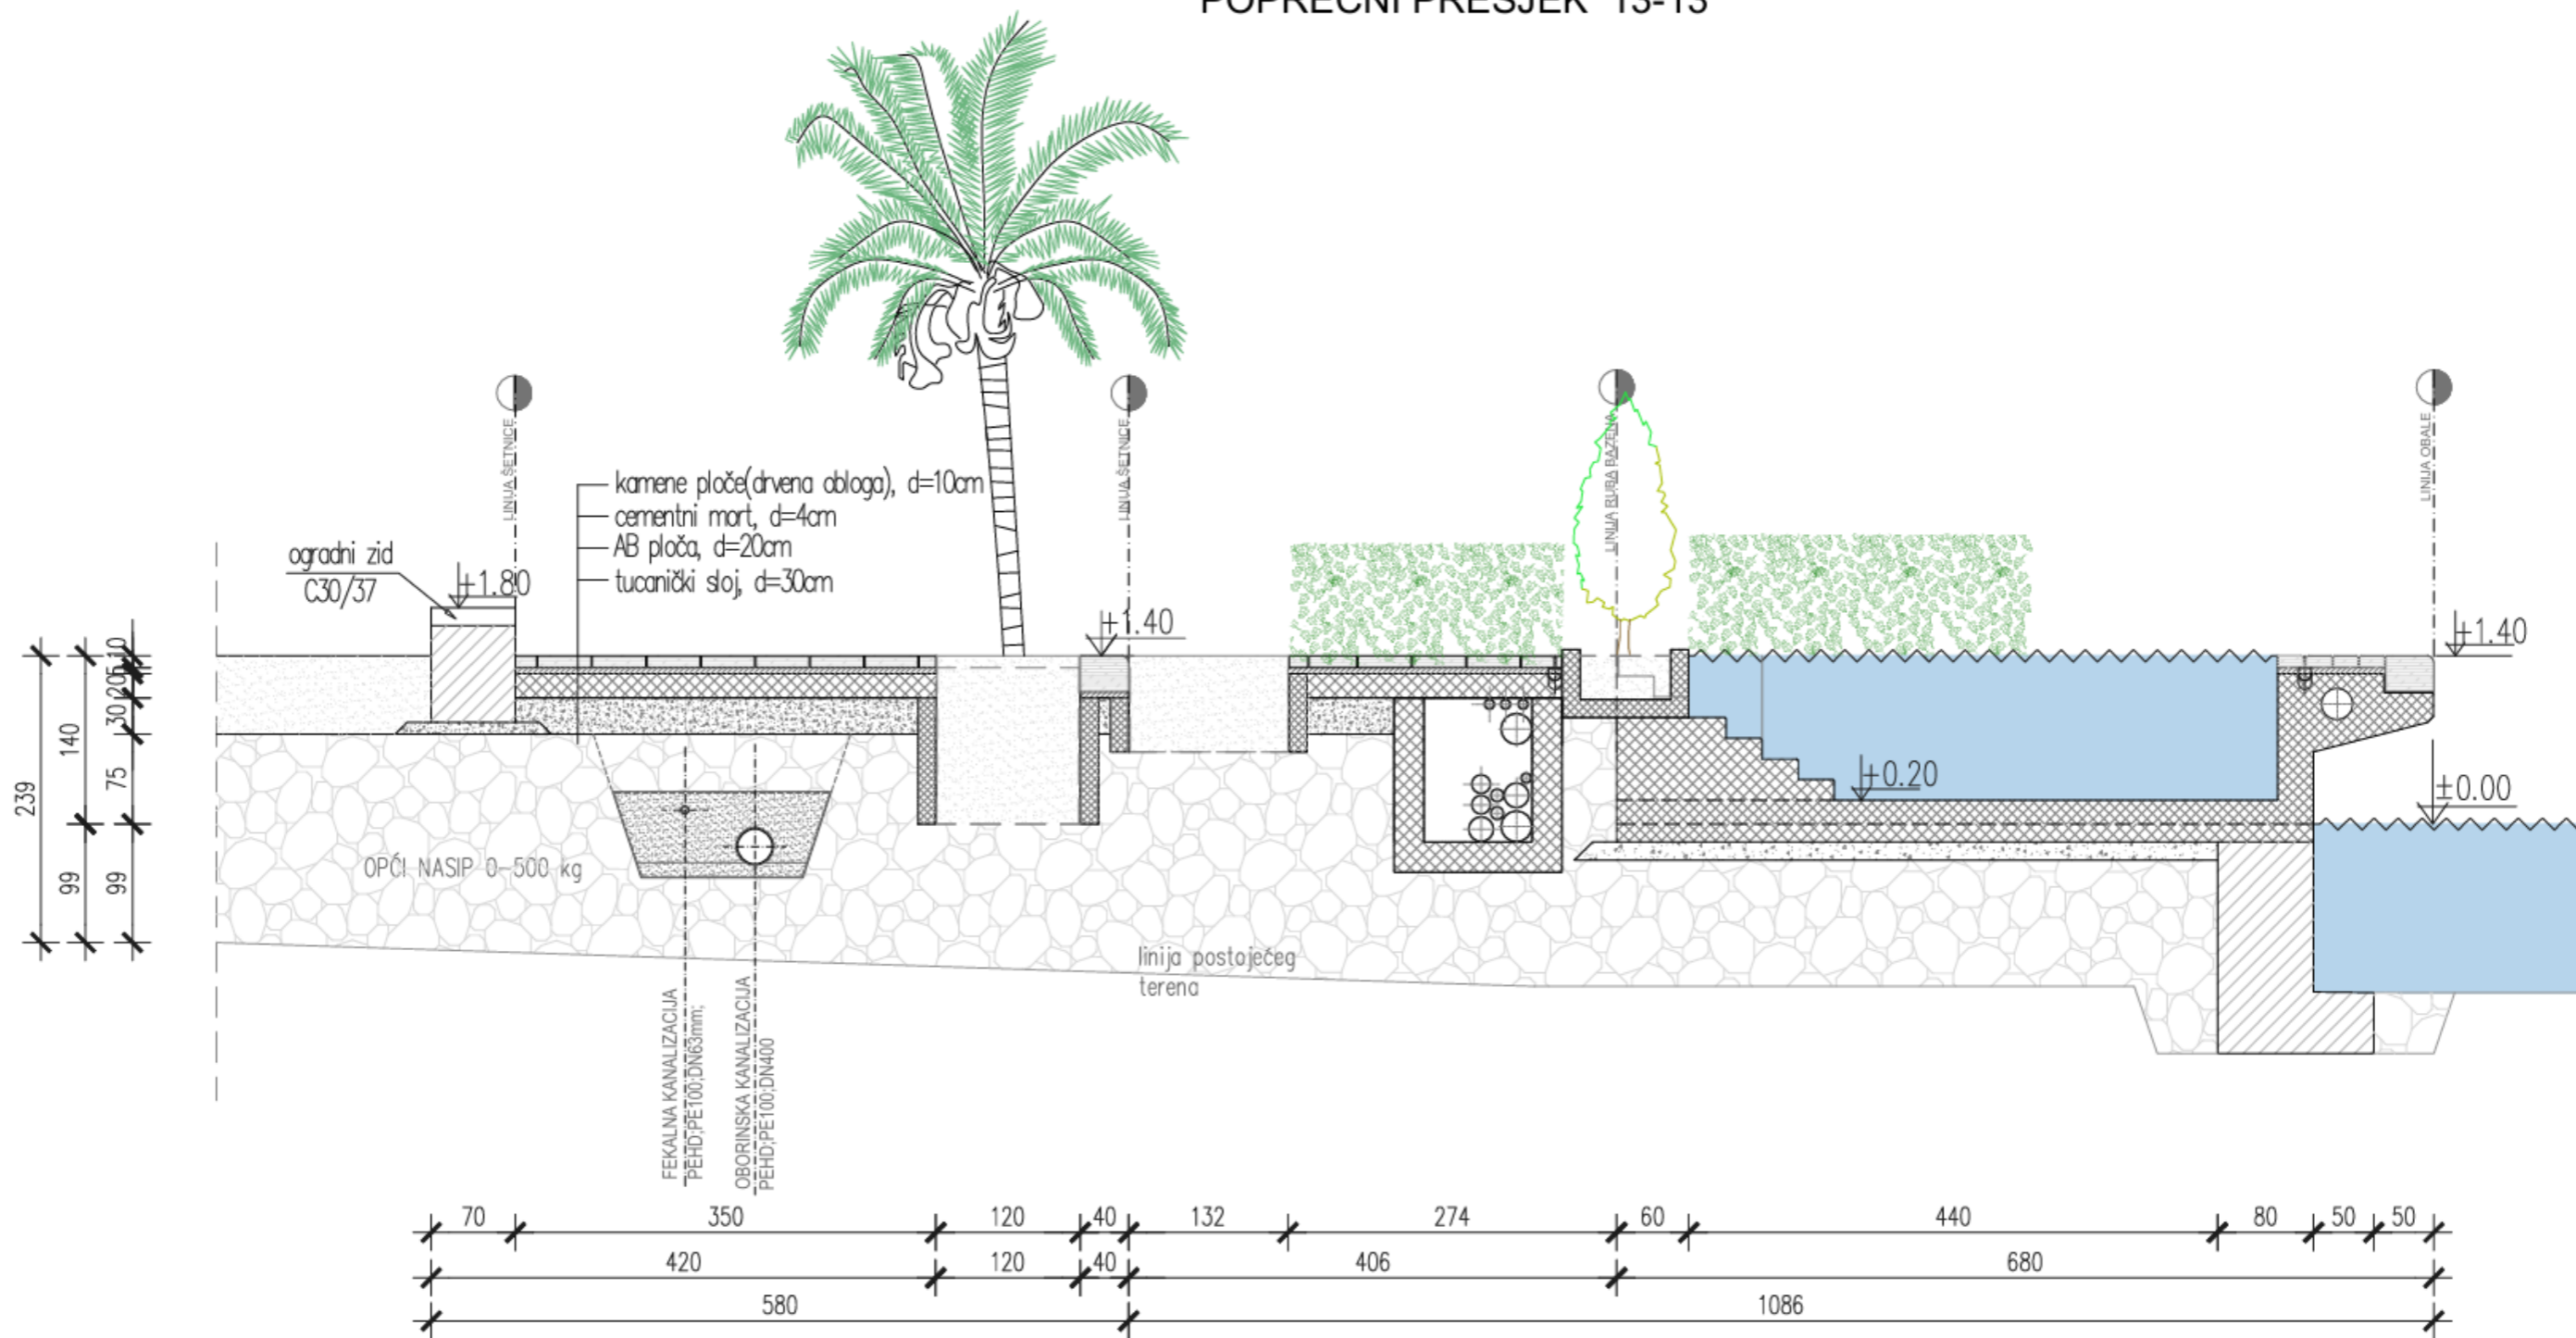 POPREČNI PRESJEK 13-13
LINIJA ŠETNICE
LINIJA ŠETNICE
LINIJA RUBA BAZENA
LINIJA OBALE
kamene ploče(drvena obloga), d=10cm
cementni mort, d=4cm
AB ploča, d=20cm
tucanički sloj, d=30cm
ogradni zid
C30/37
+1.80
+1.40
+1.40
+0.20
±0.00
10
5
20
30
75
99
140
99
239
OPĆI NASIP 0-500 kg
linija postojećeg
terena
FEKALNA KANALIZACIJA
PEHD;PE100;DN63mm;
OBORINSKA KANALIZACIJA
PEHD;PE100;DN400
70 350 120 40 132 274 60 440 80 50 50
420 120 40 406 680
580 1086